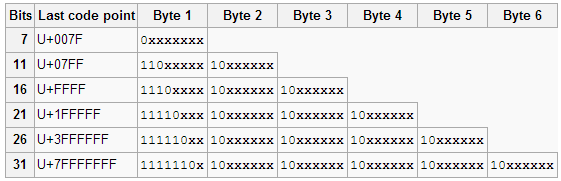 Bits Last code point Byte 1 Byte 2 Byte 3 Byte 4 Byte 5 Byte 6
7 U+007F 0xxxxxxx
11 U+07FF 110xxxxx 10xxxxxx
16 U+FFFF 1110xxxx 10xxxxxx 10xxxxxx
21 U+1FFFFF 11110xxx 10xxxxxx 10xxxxxx 10xxxxxx
26 U+3FFFFFF 111110xx 10xxxxxx 10xxxxxx 10xxxxxx 10xxxxxx
31 U+7FFFFFFF 1111110x 10xxxxxx 10xxxxxx 10xxxxxx 10xxxxxx 10xxxxxx